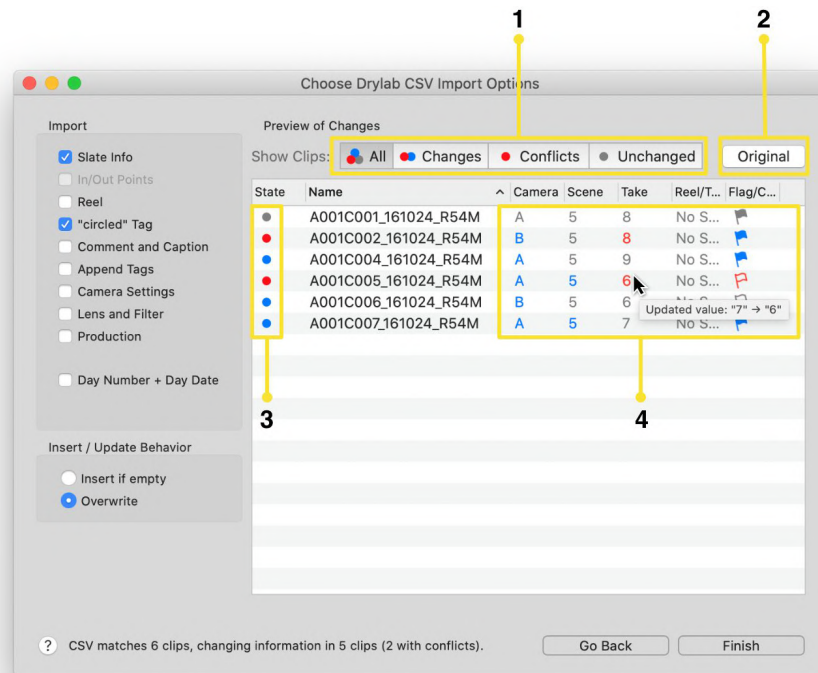 1 2
Choose Drylab CSV Import Options
Import
Slate Info
In/Out Points
Reel
"circled" Tag
Comment and Caption
Append Tags
Camera Settings
Lens and Filter
Production
Day Number + Day Date
Insert / Update Behavior
Insert if empty
Overwrite
Preview of Changes
Show Clips: All Changes Conflicts Unchanged Original
State Name Camera Scene Take Reel/T... Flag/C...
A001C001_161024_R54M A 5 8 No S...
A001C002_161024_R54M B 5 8 No S...
A001C004_161024_R54M A 5 9 No S...
A001C005_161024_R54M A 5 6 No S...
A001C006_161024_R54M B 5 6 No S...
Updated value: "7" → "6"
A001C007_161024_R54M A 5 7 No S...
3 4
? CSV matches 6 clips, changing information in 5 clips (2 with conflicts). Go Back Finish